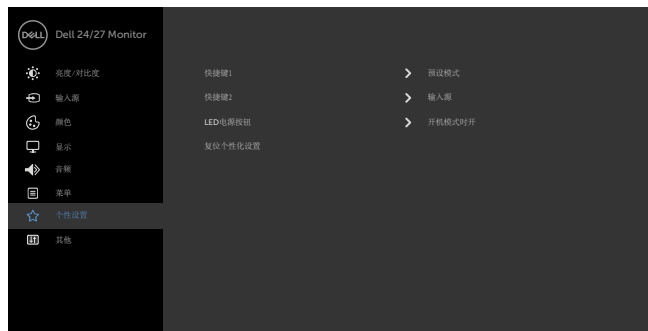 DELL
Dell 24/27 Monitor
亮度/对比度
快捷键1
预设模式
输入源
快捷键2
输入源
颜色
LED电源按钮
开机模式时开
显示
复位个性化设置
音频
菜单
个性设置
其他